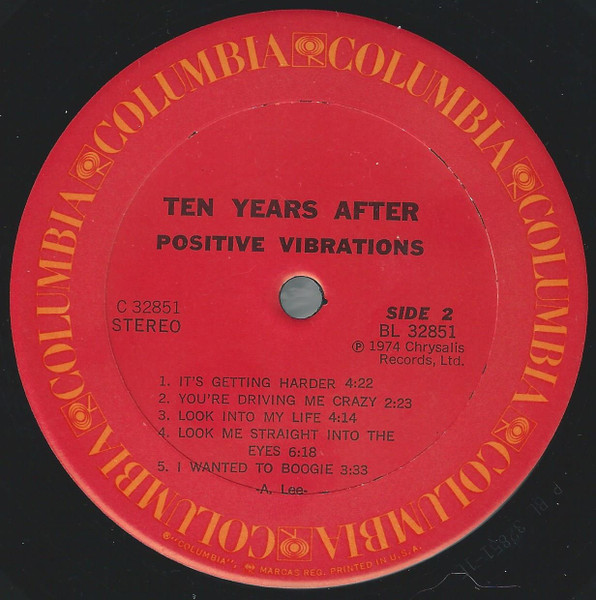 COLUMBIA COLUMBIA COLUMBIA COLUMBIA COLUMBIA COLUMBIA COLUMBIA COLUMBIA
TEN YEARS AFTER
POSITIVE VIBRATIONS
C 32851
STEREO
SIDE 2
BL 32851
Ⓟ 1974 Chrysalis
Records, Ltd.
1. IT'S GETTING HARDER 4:22
2. YOU'RE DRIVING ME CRAZY 2:23
3. LOOK INTO MY LIFE 4:14
4. LOOK ME STRAIGHT INTO THE
EYES 6:18
5. I WANTED TO BOOGIE 3:33
-A. Lee-
®"COLUMBIA", MARCAS REG. PRINTED IN U.S.A.